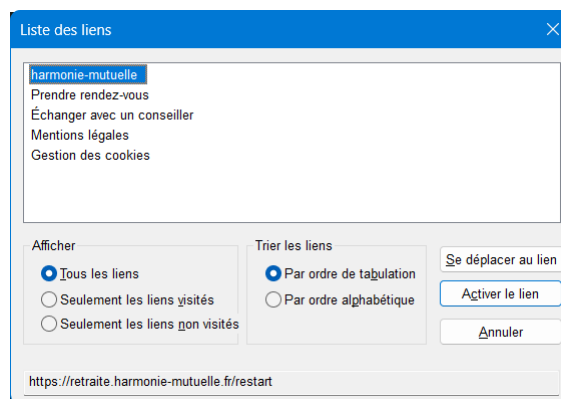 Liste des liens
harmonie-mutuelle
Prendre rendez-vous
Échanger avec un conseiller
Mentions légales
Gestion des cookies
Afficher
Tous les liens
Seulement les liens visités
Seulement les liens non visités
Trier les liens
Par ordre de tabulation
Par ordre alphabétique
Se déplacer au lien
Activer le lien
Annuler
https://retraite.harmonie-mutuelle.fr/restart